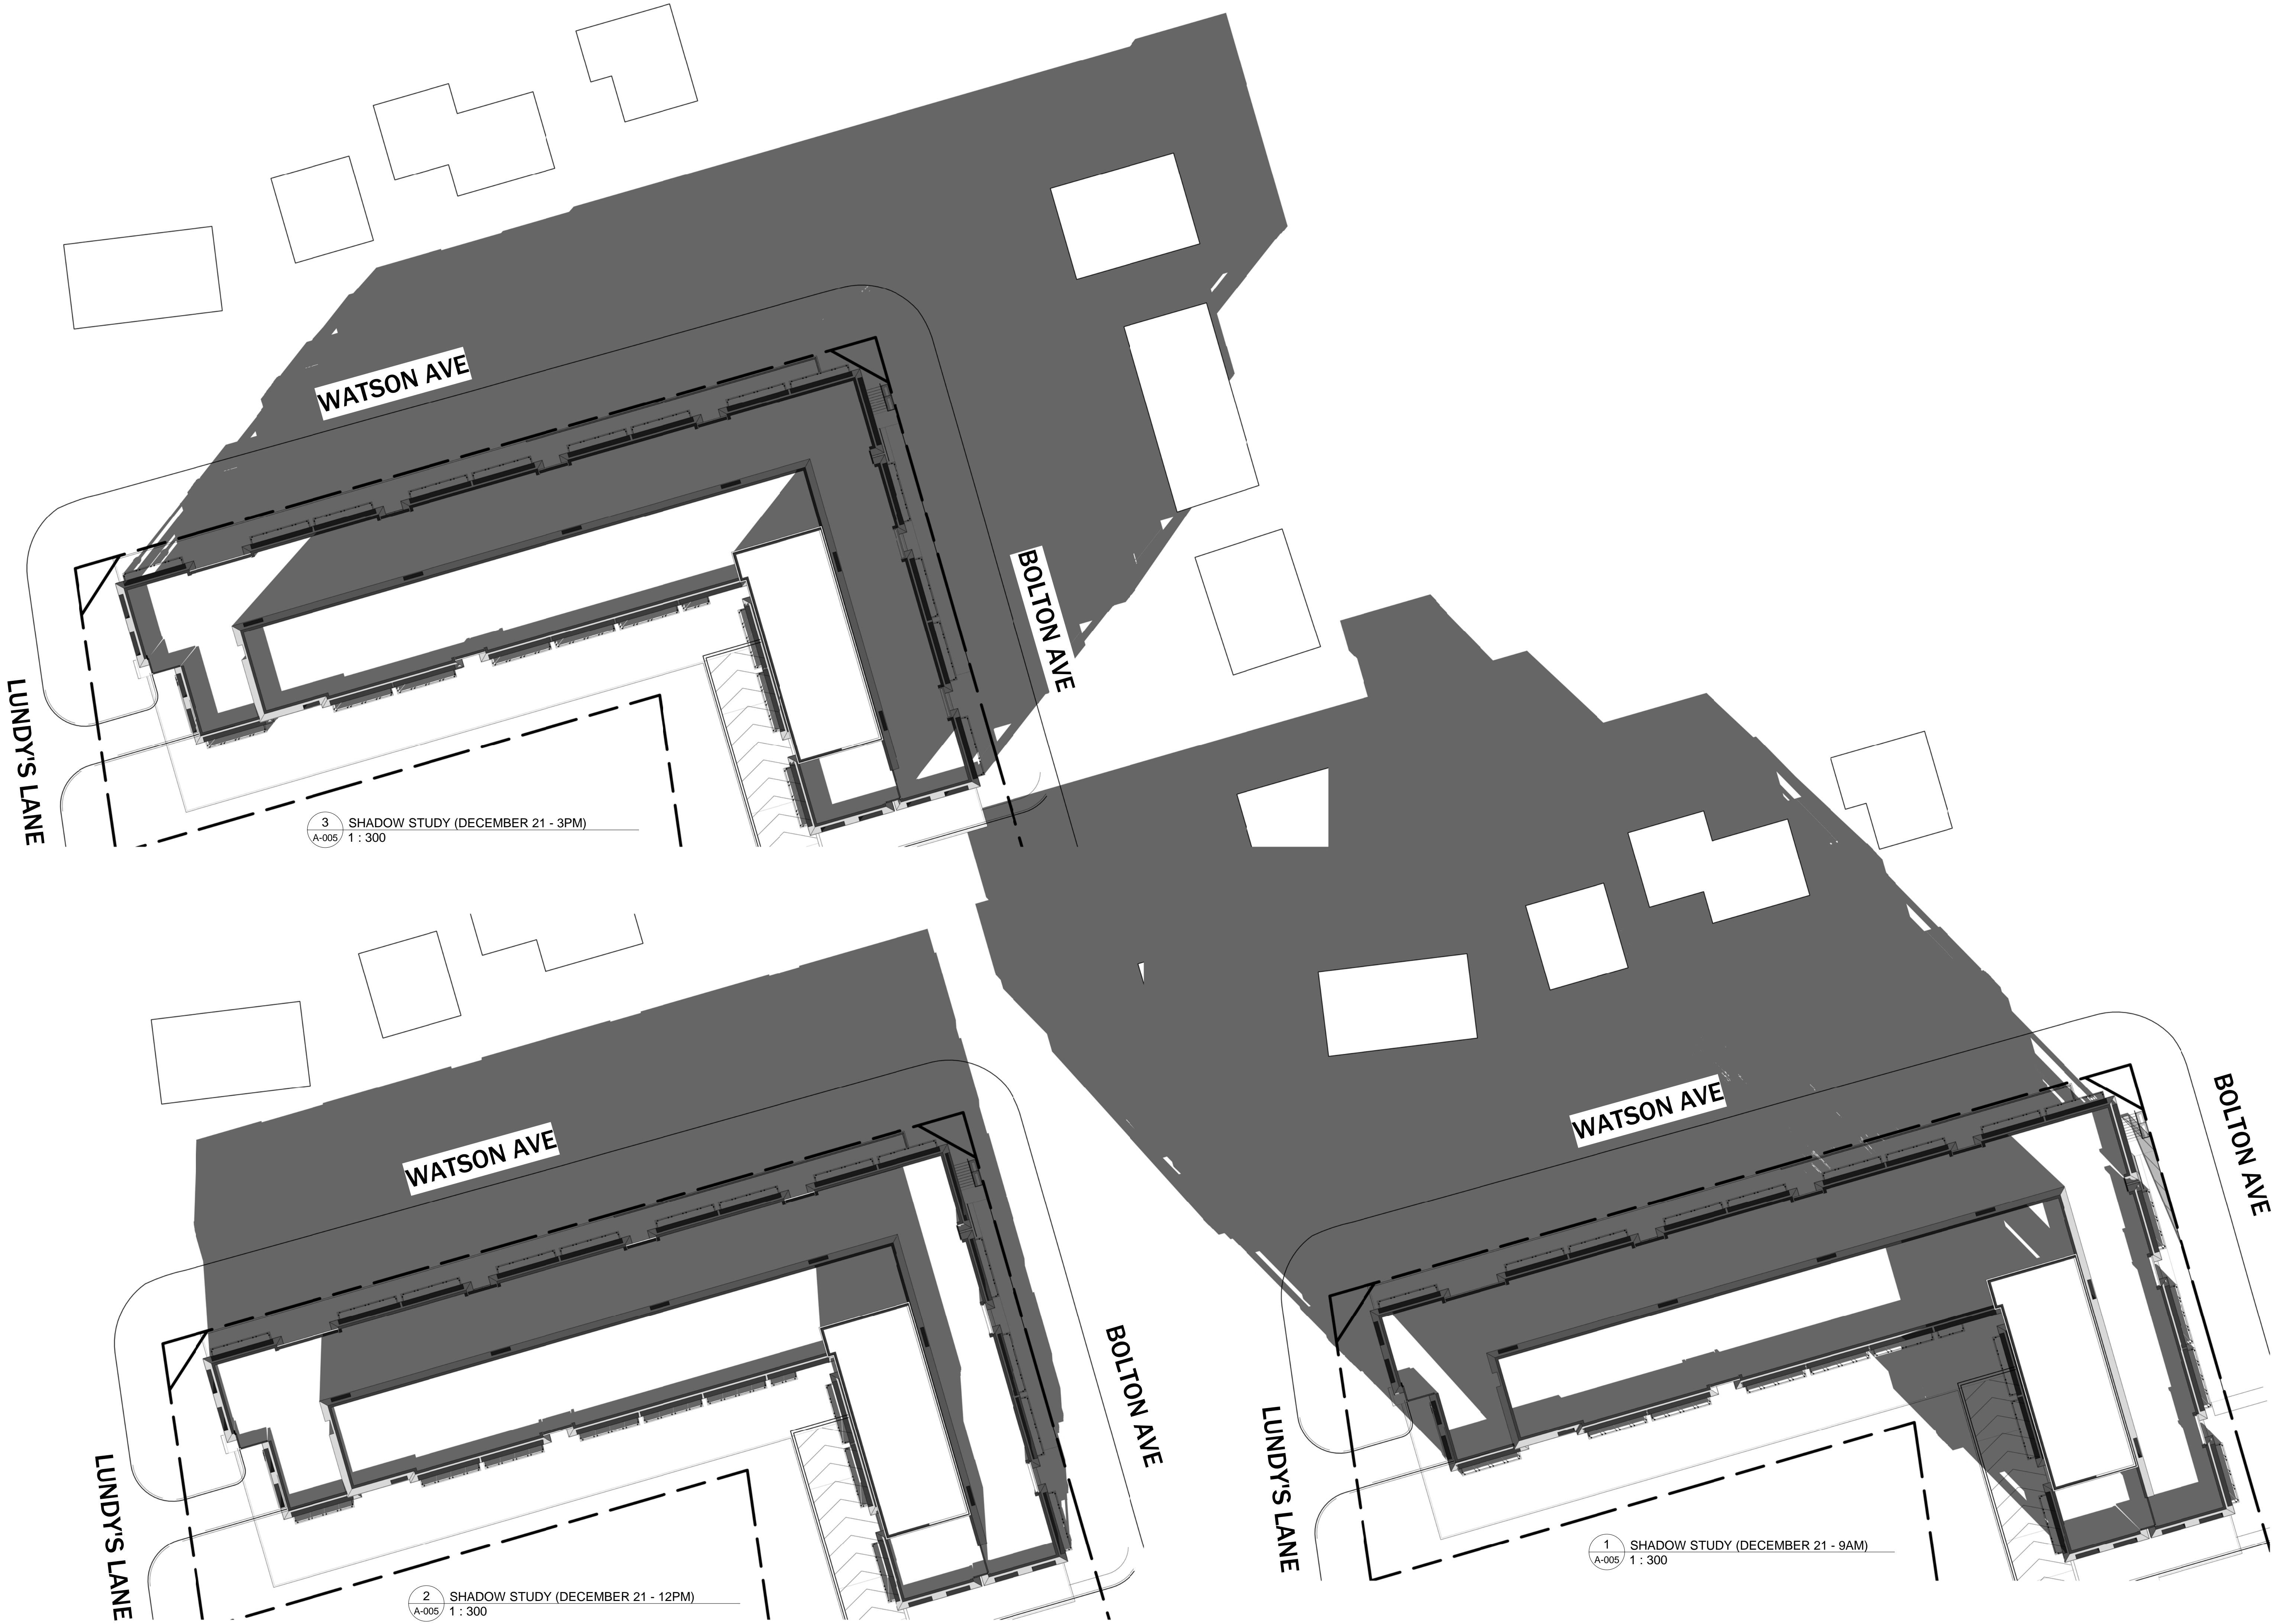 WATSON AVE
BOLTON AVE
LUNDY'S LANE
3
A-005
SHADOW STUDY (DECEMBER 21 - 3PM)
1 : 300
WATSON AVE
BOLTON AVE
LUNDY'S LANE
2
A-005
SHADOW STUDY (DECEMBER 21 - 12PM)
1 : 300
WATSON AVE
BOLTON AVE
LUNDY'S LANE
1
A-005
SHADOW STUDY (DECEMBER 21 - 9AM)
1 : 300